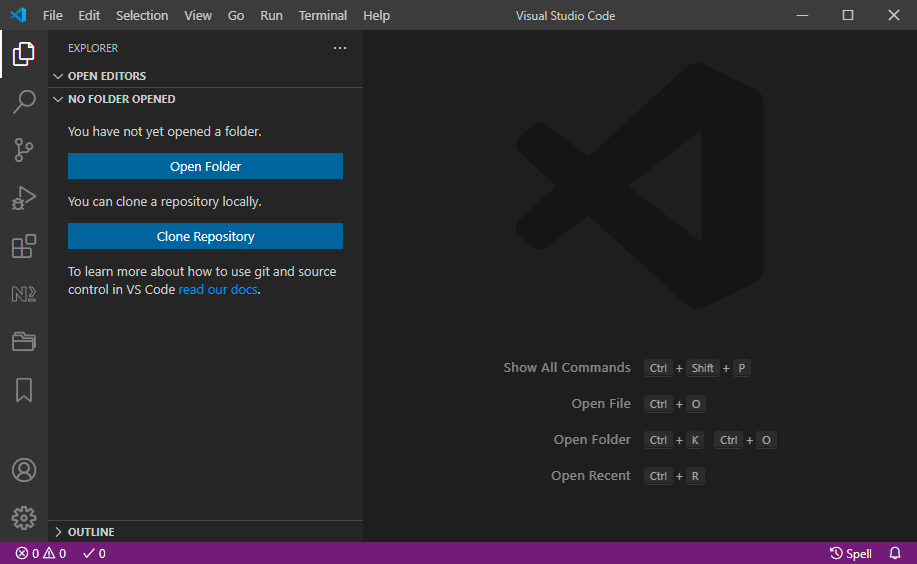 File Edit Selection View Go Run Terminal Help Visual Studio Code
EXPLORER
OPEN EDITORS
NO FOLDER OPENED
You have not yet opened a folder.
Open Folder
You can clone a repository locally.
Clone Repository
To learn more about how to use git and source
control in VS Code read our docs.
Show All Commands Ctrl + Shift + P
Open File Ctrl + O
Open Folder Ctrl + K Ctrl + O
Open Recent Ctrl + R
OUTLINE
0 0 0 Spell